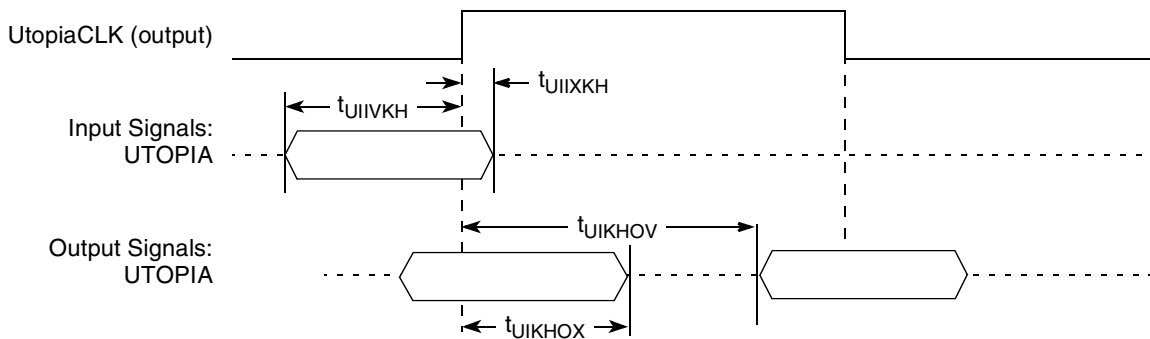 UtopiaCLK (output)
tUIIXKH
tUIIVKH
Input Signals:
UTOPIA
tUIKHOV
Output Signals:
UTOPIA
tUIKHOX